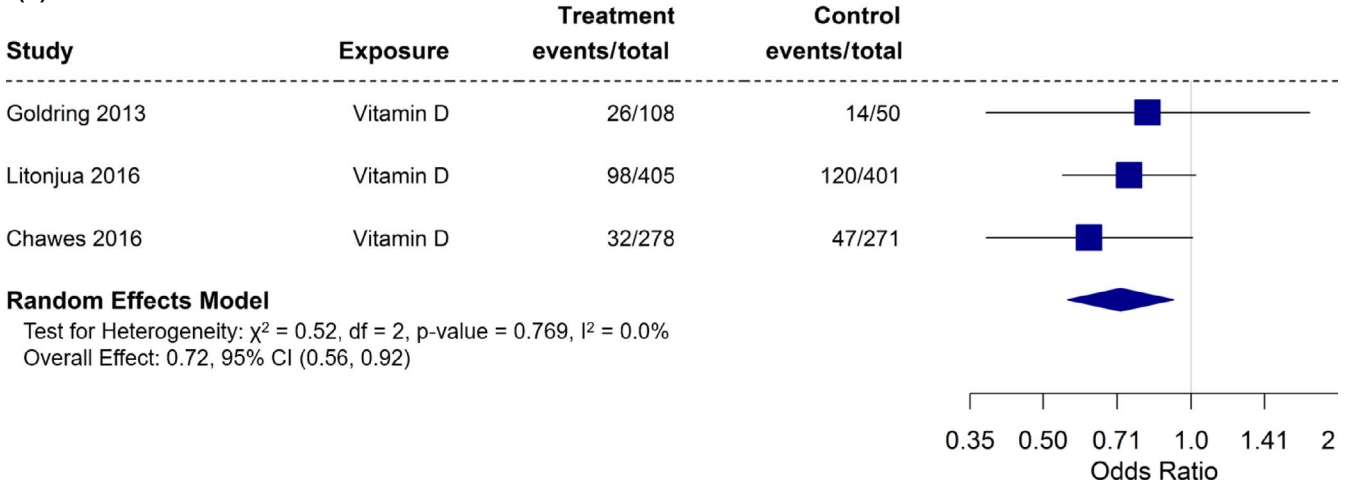 Treatment Control
Study Exposure events/total events/total
Goldring 2013 Vitamin D 26/108 14/50
Litonjua 2016 Vitamin D 98/405 120/401
Chawes 2016 Vitamin D 32/278 47/271
Random Effects Model
Test for Heterogeneity: χ² = 0.52, df = 2, p-value = 0.769, I² = 0.0%
Overall Effect: 0.72, 95% CI (0.56, 0.92)
0.35 0.50 0.71 1.0 1.41 2
Odds Ratio